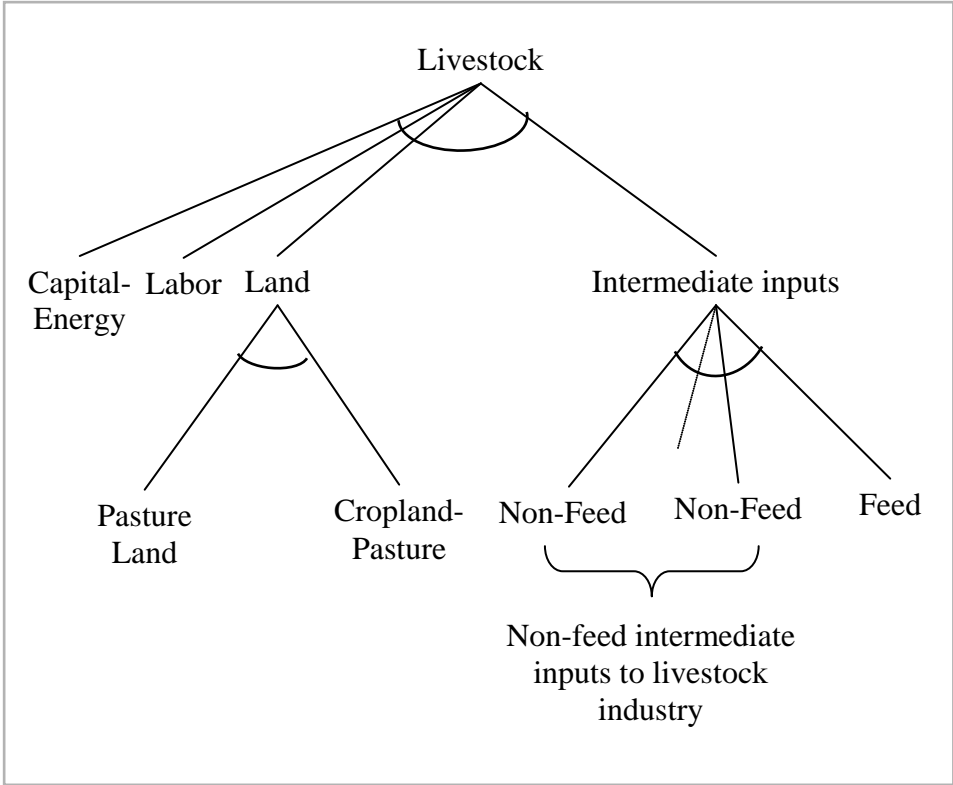 Livestock
Capital-
Energy
Labor
Land
Intermediate inputs
Pasture
Land
Cropland-
Pasture
Non-Feed
Non-Feed
Feed
Non-feed intermediate
inputs to livestock
industry